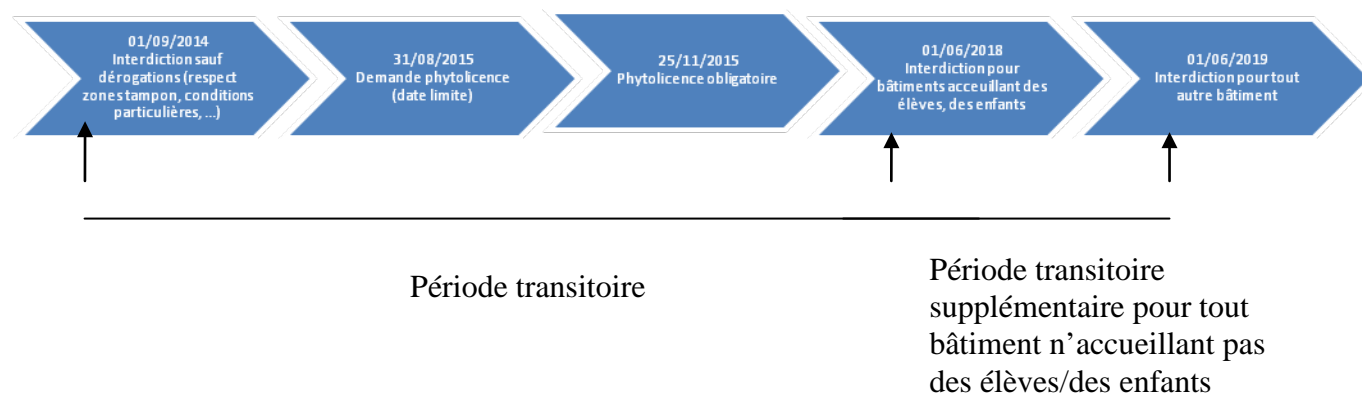 01/09/2014
Interdiction sauf
dérogations (respect
zones tampon, conditions
particulières, ...)
31/08/2015
Demande phytolicence
(date limite)
25/11/2015
Phytolicence obligatoire
01/06/2018
Interdiction pour
bâtiments acceuillant des
élèves, des enfants
01/06/2019
Interdiction pour tout
autre bâtiment
Période transitoire
Période transitoire
supplémentaire pour tout
bâtiment n’accueillant pas
des élèves/des enfants